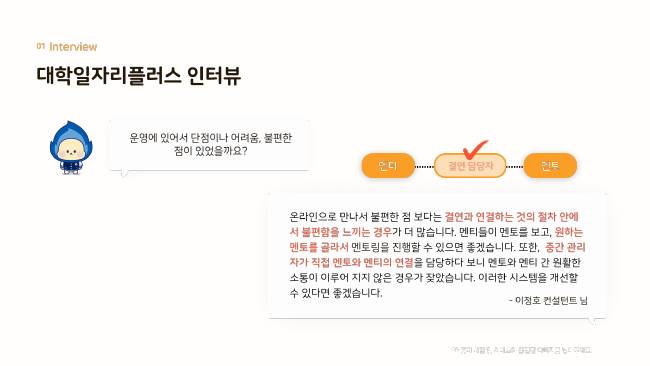 01 Interview
대학일자리플러스 인터뷰
운영에 있어서 단점이나 어려움, 불편한
점이 있었을까요?
멘티
결연 담당자
멘토
온라인으로 만나서 불편한 점 보다는 결연과 연결하는 것의 절차 안에
서 불편함을 느끼는 경우가 더 많습니다. 멘티들이 멘토를 보고, 원하는
멘토를 골라서 멘토링을 진행할 수 있으면 좋겠습니다. 또한, 중간 관리
자가 직접 멘토와 멘티의 연결을 담당하다 보니 멘토와 멘티 간 원활한
소통이 이루어 지지 않은 경우가 잦았습니다. 이러한 시스템을 개선할
수 있다면 좋겠습니다.
- 이정호 컨설턴트 님